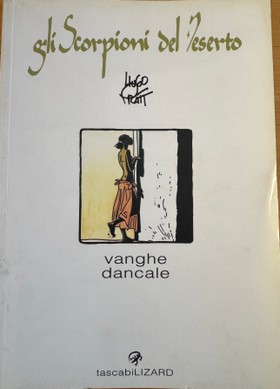 gli Scorpioni del Deserto
HUGO
PRATT
vanghe
dancale
tascabiLIZARD